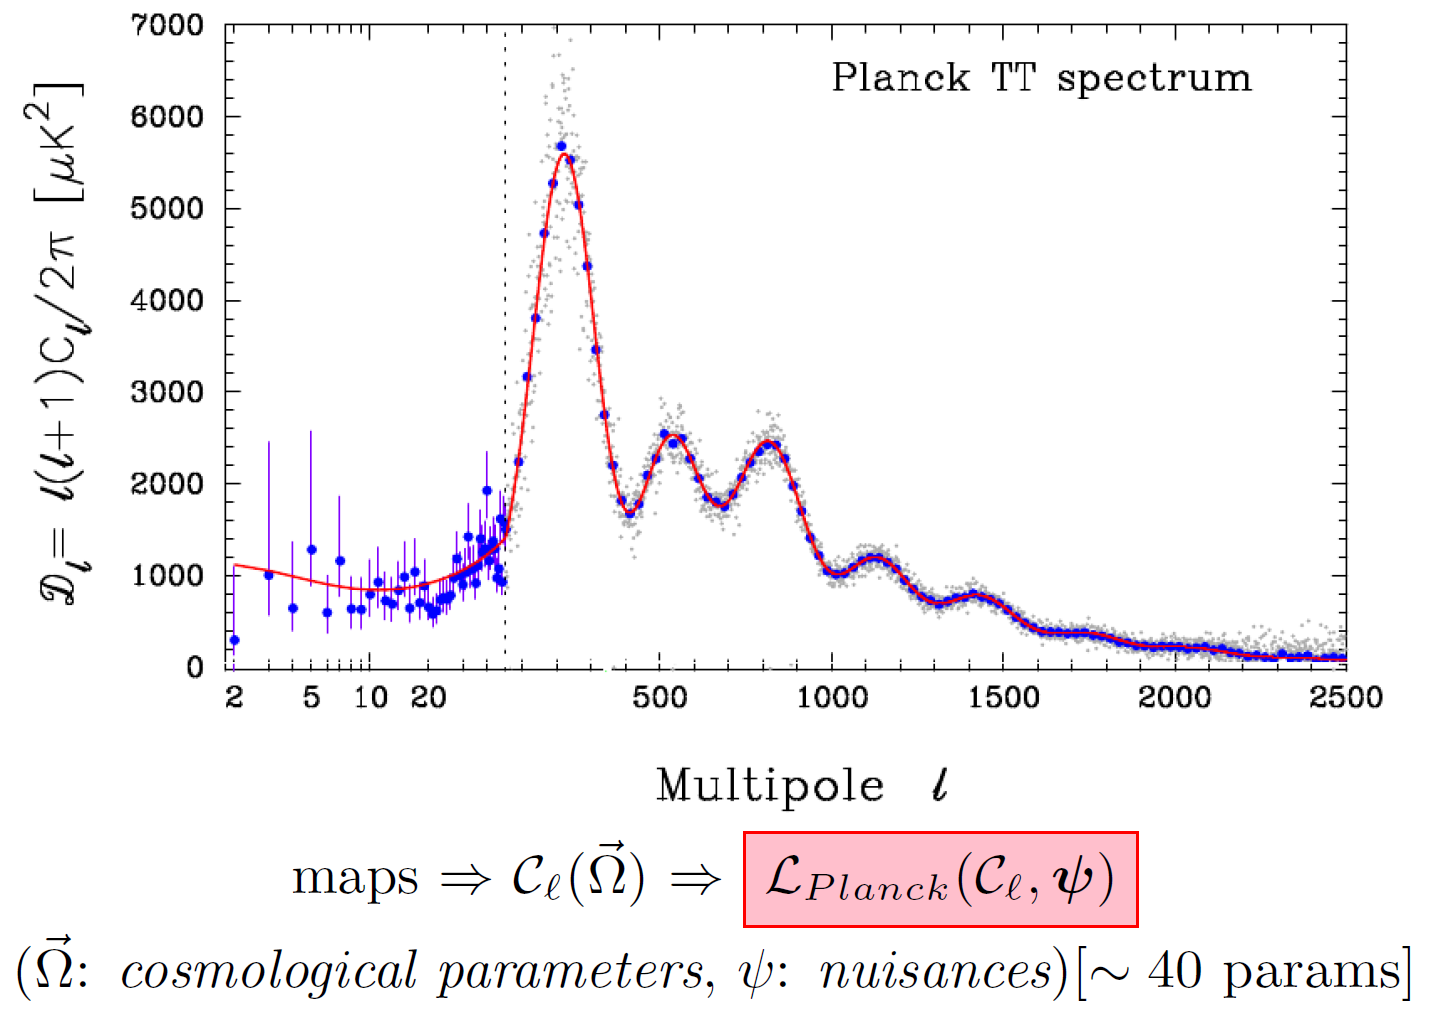 Planck TT spectrum
𝒟ℓ = ℓ(ℓ+1)Cℓ/2π [μK²]
7000
6000
5000
4000
3000
2000
1000
0
2 5 10 20 500 1000 1500 2000 2500
Multipole ℓ
maps ⇒ 𝒞ℓ(Ω⃗) ⇒ ℒPlanck(𝒞ℓ, ψ)
(Ω⃗: cosmological parameters, ψ: nuisances)[∼ 40 params]